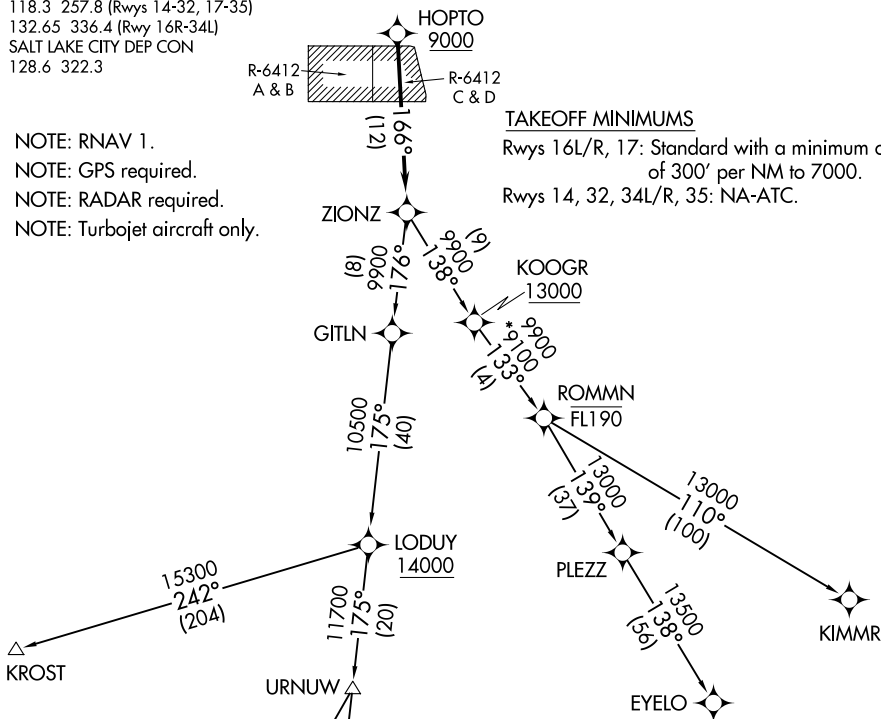 118.3 257.8 (Rwys 14-32, 17-35)
132.65 336.4 (Rwy 16R-34L)
SALT LAKE CITY DEP CON
128.6 322.3
HOPTO
9000
R-6412
A & B
R-6412
C & D
166°
(12)
NOTE: RNAV 1.
NOTE: GPS required.
NOTE: RADAR required.
NOTE: Turbojet aircraft only.
TAKEOFF MINIMUMS
Rwys 16L/R, 17: Standard with a minimum
of 300' per NM to 7000.
Rwys 14, 32, 34L/R, 35: NA-ATC.
ZIONZ
9900
176°
(8)
(9)
9900
138°
KOOGR
13000
GITLN
9900
*9100
133°
(4)
ROMMN
FL190
10500
175°
(40)
13000
139°
(37)
13000
110°
(100)
LODUY
14000
PLEZZ
15300
242°
(204)
11700
175°
(20)
13500
138°
(56)
KIMMR
KROST
URNUW
EYELO